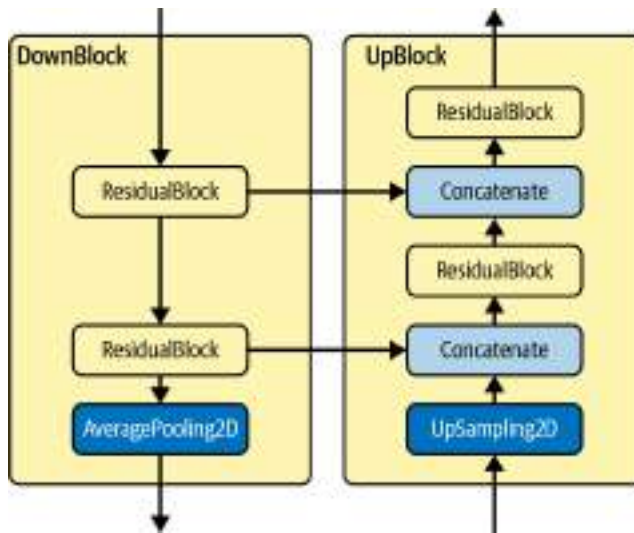 DownBlock
ResidualBlock
ResidualBlock
AveragePooling2D
UpBlock
ResidualBlock
Concatenate
ResidualBlock
Concatenate
UpSampling2D